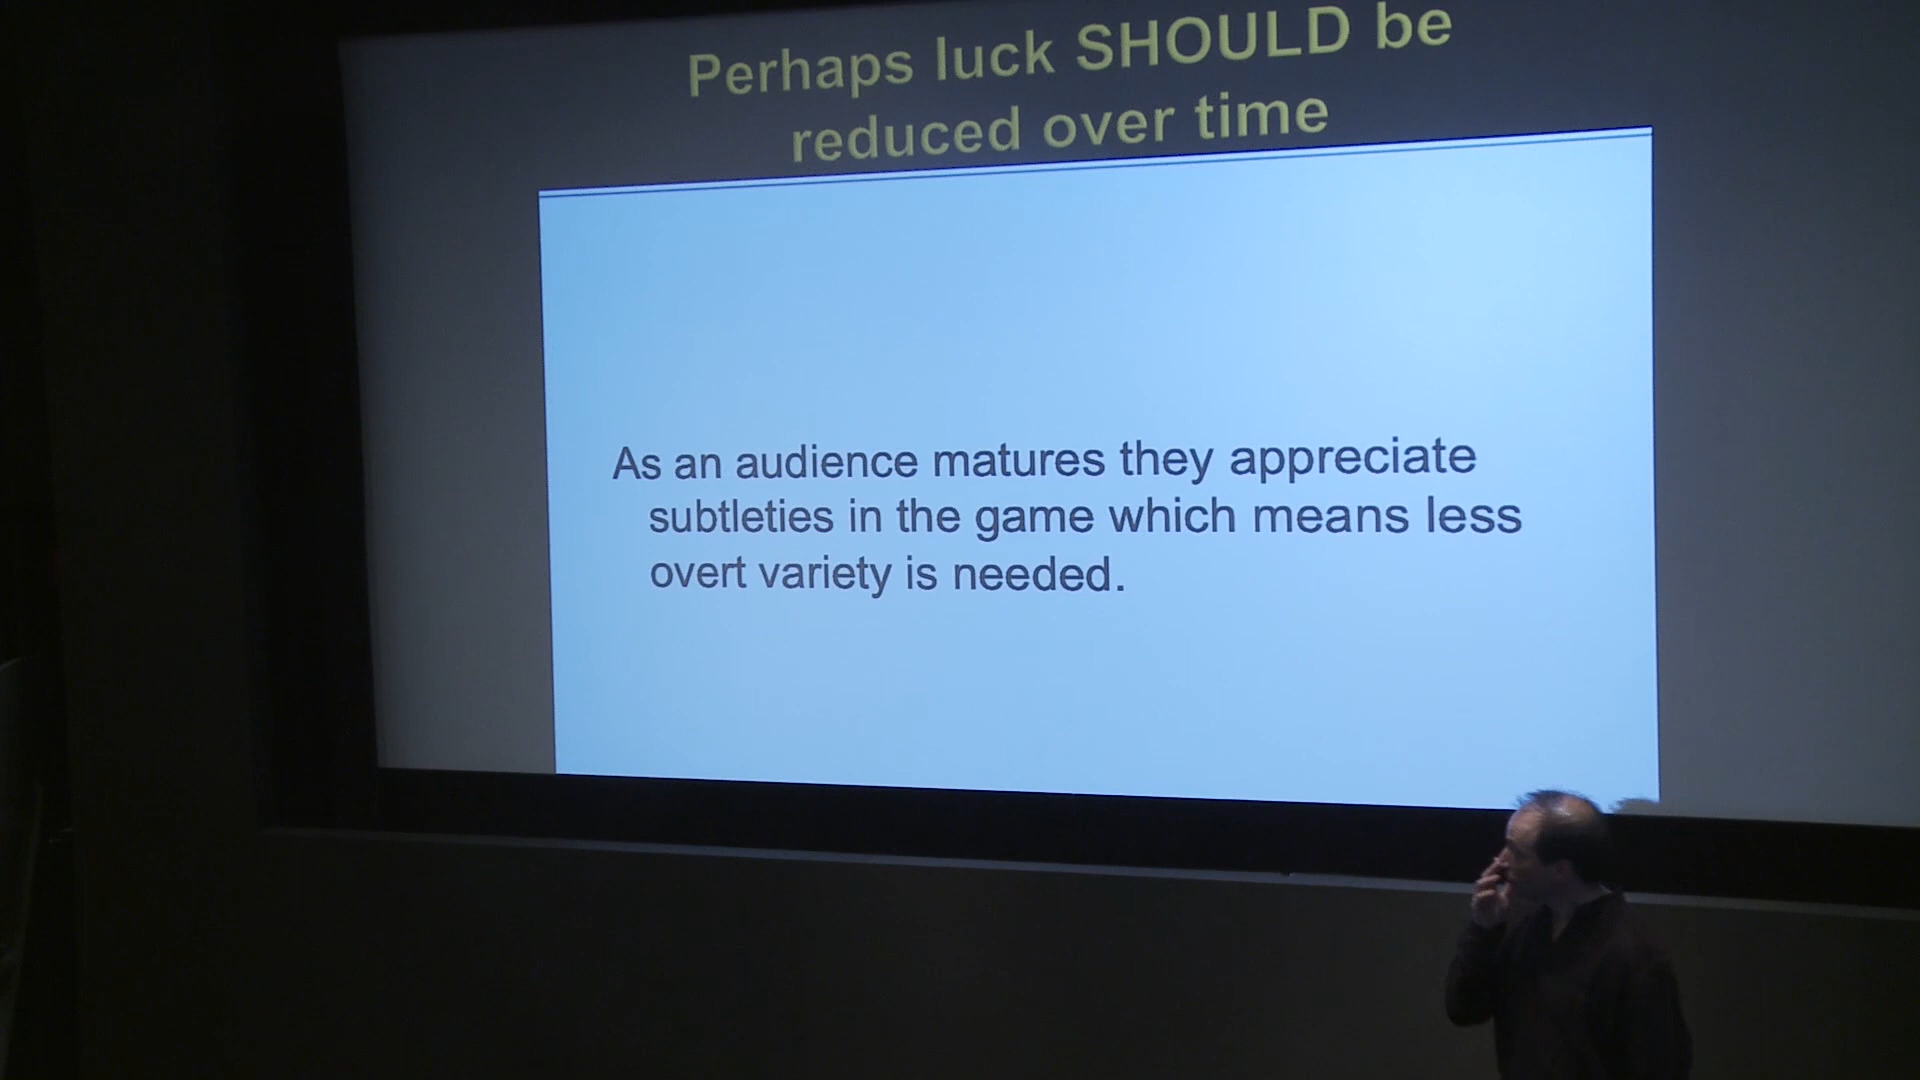 Perhaps luck SHOULD be
reduced over time
As an audience matures they appreciate
subtleties in the game which means less
overt variety is needed.